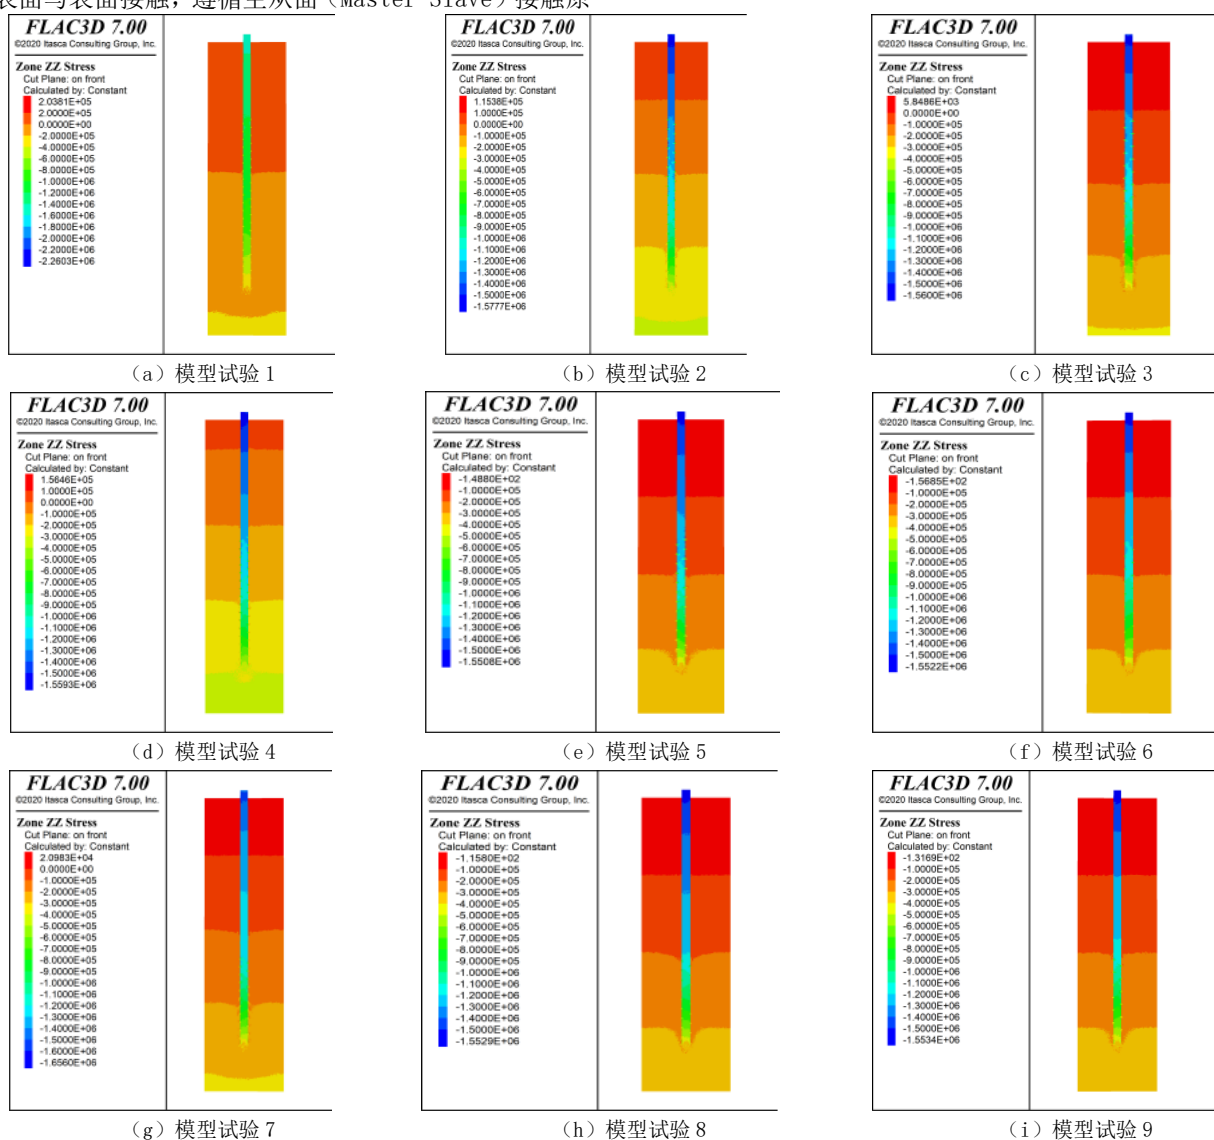 表面与表面接触，遵循主从面（Master-Slave）接触原
FLAC3D 7.00
©2020 Itasca Consulting Group, Inc.
Zone ZZ Stress
Cut Plane: on front
Calculated by: Constant
2.0381E+05
2.0000E+05
0.0000E+00
-2.0000E+05
-4.0000E+05
-6.0000E+05
-8.0000E+05
-1.0000E+06
-1.2000E+06
-1.4000E+06
-1.6000E+06
-1.8000E+06
-2.0000E+06
-2.2000E+06
-2.2603E+06
（a）模型试验 1
FLAC3D 7.00
©2020 Itasca Consulting Group, Inc.
Zone ZZ Stress
Cut Plane: on front
Calculated by: Constant
1.1538E+05
1.0000E+05
0.0000E+00
-1.0000E+05
-2.0000E+05
-3.0000E+05
-4.0000E+05
-5.0000E+05
-6.0000E+05
-7.0000E+05
-8.0000E+05
-9.0000E+05
-1.0000E+06
-1.1000E+06
-1.2000E+06
-1.3000E+06
-1.4000E+06
-1.5000E+06
-1.5777E+06
（b）模型试验 2
FLAC3D 7.00
©2020 Itasca Consulting Group, Inc.
Zone ZZ Stress
Cut Plane: on front
Calculated by: Constant
5.8486E+03
0.0000E+00
-1.0000E+05
-2.0000E+05
-3.0000E+05
-4.0000E+05
-5.0000E+05
-6.0000E+05
-7.0000E+05
-8.0000E+05
-9.0000E+05
-1.0000E+06
-1.1000E+06
-1.2000E+06
-1.3000E+06
-1.4000E+06
-1.5000E+06
-1.5600E+06
（c）模型试验 3
FLAC3D 7.00
©2020 Itasca Consulting Group, Inc.
Zone ZZ Stress
Cut Plane: on front
Calculated by: Constant
1.5646E+05
1.0000E+05
0.0000E+00
-1.0000E+05
-2.0000E+05
-3.0000E+05
-4.0000E+05
-5.0000E+05
-6.0000E+05
-7.0000E+05
-8.0000E+05
-9.0000E+05
-1.0000E+06
-1.1000E+06
-1.2000E+06
-1.3000E+06
-1.4000E+06
-1.5000E+06
-1.5593E+06
（d）模型试验 4
FLAC3D 7.00
©2020 Itasca Consulting Group, Inc.
Zone ZZ Stress
Cut Plane: on front
Calculated by: Constant
-1.4880E+02
-1.0000E+05
-2.0000E+05
-3.0000E+05
-4.0000E+05
-5.0000E+05
-6.0000E+05
-7.0000E+05
-8.0000E+05
-9.0000E+05
-1.0000E+06
-1.1000E+06
-1.2000E+06
-1.3000E+06
-1.4000E+06
-1.5000E+06
-1.5508E+06
（e）模型试验 5
FLAC3D 7.00
©2020 Itasca Consulting Group, Inc.
Zone ZZ Stress
Cut Plane: on front
Calculated by: Constant
-1.5685E+02
-1.0000E+05
-2.0000E+05
-3.0000E+05
-4.0000E+05
-5.0000E+05
-6.0000E+05
-7.0000E+05
-8.0000E+05
-9.0000E+05
-1.0000E+06
-1.1000E+06
-1.2000E+06
-1.3000E+06
-1.4000E+06
-1.5000E+06
-1.5522E+06
（f）模型试验 6
FLAC3D 7.00
©2020 Itasca Consulting Group, Inc.
Zone ZZ Stress
Cut Plane: on front
Calculated by: Constant
2.0983E+04
0.0000E+00
-1.0000E+05
-2.0000E+05
-3.0000E+05
-4.0000E+05
-5.0000E+05
-6.0000E+05
-7.0000E+05
-8.0000E+05
-9.0000E+05
-1.0000E+06
-1.1000E+06
-1.2000E+06
-1.3000E+06
-1.4000E+06
-1.5000E+06
-1.6000E+06
-1.6560E+06
（g）模型试验 7
FLAC3D 7.00
©2020 Itasca Consulting Group, Inc.
Zone ZZ Stress
Cut Plane: on front
Calculated by: Constant
-1.1580E+02
-1.0000E+05
-2.0000E+05
-3.0000E+05
-4.0000E+05
-5.0000E+05
-6.0000E+05
-7.0000E+05
-8.0000E+05
-9.0000E+05
-1.0000E+06
-1.1000E+06
-1.2000E+06
-1.3000E+06
-1.4000E+06
-1.5000E+06
-1.5529E+06
（h）模型试验 8
FLAC3D 7.00
©2020 Itasca Consulting Group, Inc.
Zone ZZ Stress
Cut Plane: on front
Calculated by: Constant
-1.3169E+02
-1.0000E+05
-2.0000E+05
-3.0000E+05
-4.0000E+05
-5.0000E+05
-6.0000E+05
-7.0000E+05
-8.0000E+05
-9.0000E+05
-1.0000E+06
-1.1000E+06
-1.2000E+06
-1.3000E+06
-1.4000E+06
-1.5000E+06
-1.5534E+06
（i）模型试验 9